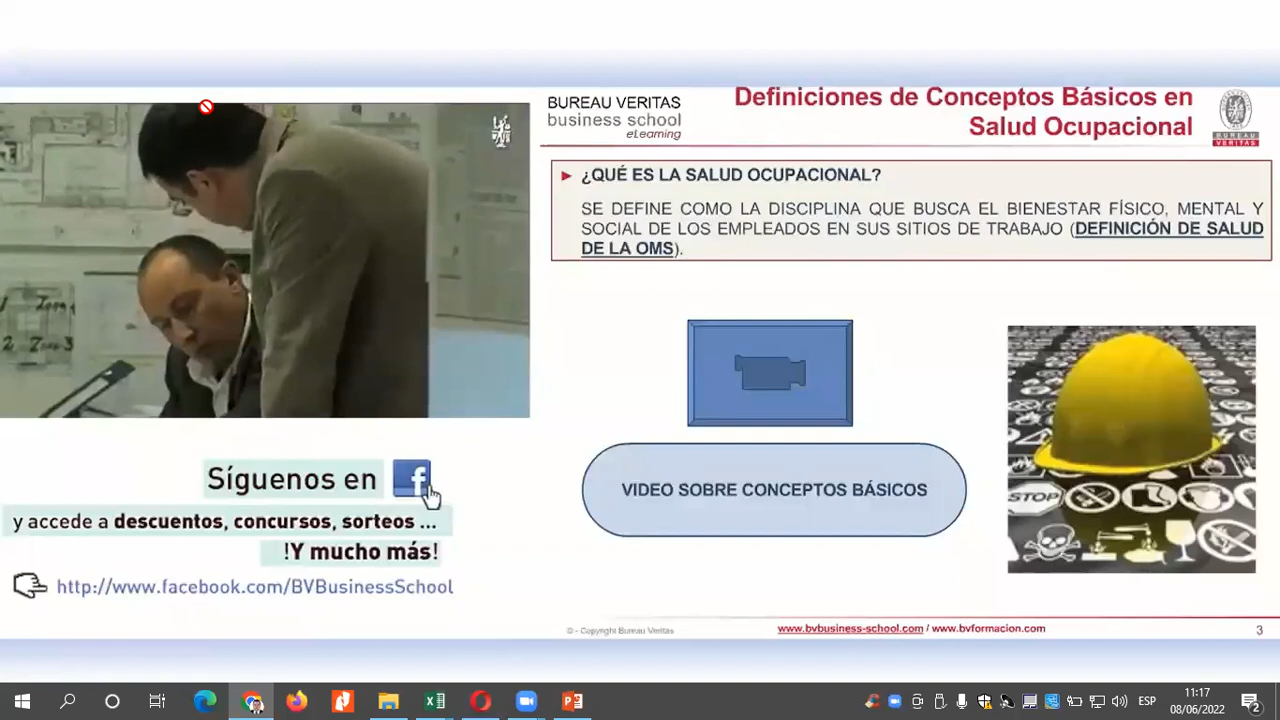 BUREAU VERITAS
business school
eLearning
Definiciones de Conceptos Básicos en
Salud Ocupacional
BUREAU
VERITAS
¿QUÉ ES LA SALUD OCUPACIONAL?
SE DEFINE COMO LA DISCIPLINA QUE BUSCA EL BIENESTAR FÍSICO, MENTAL Y
SOCIAL DE LOS EMPLEADOS EN SUS SITIOS DE TRABAJO (DEFINICIÓN DE SALUD
DE LA OMS).
VIDEO SOBRE CONCEPTOS BÁSICOS
STOP
Síguenos en
f
y accede a descuentos, concursos, sorteos ...
!Y mucho más!
http://www.facebook.com/BVBusinessSchool
© - Copyright Bureau Veritas
www.bvbusiness-school.com / www.bvformacion.com
3
ESP
11:17
08/06/2022
2